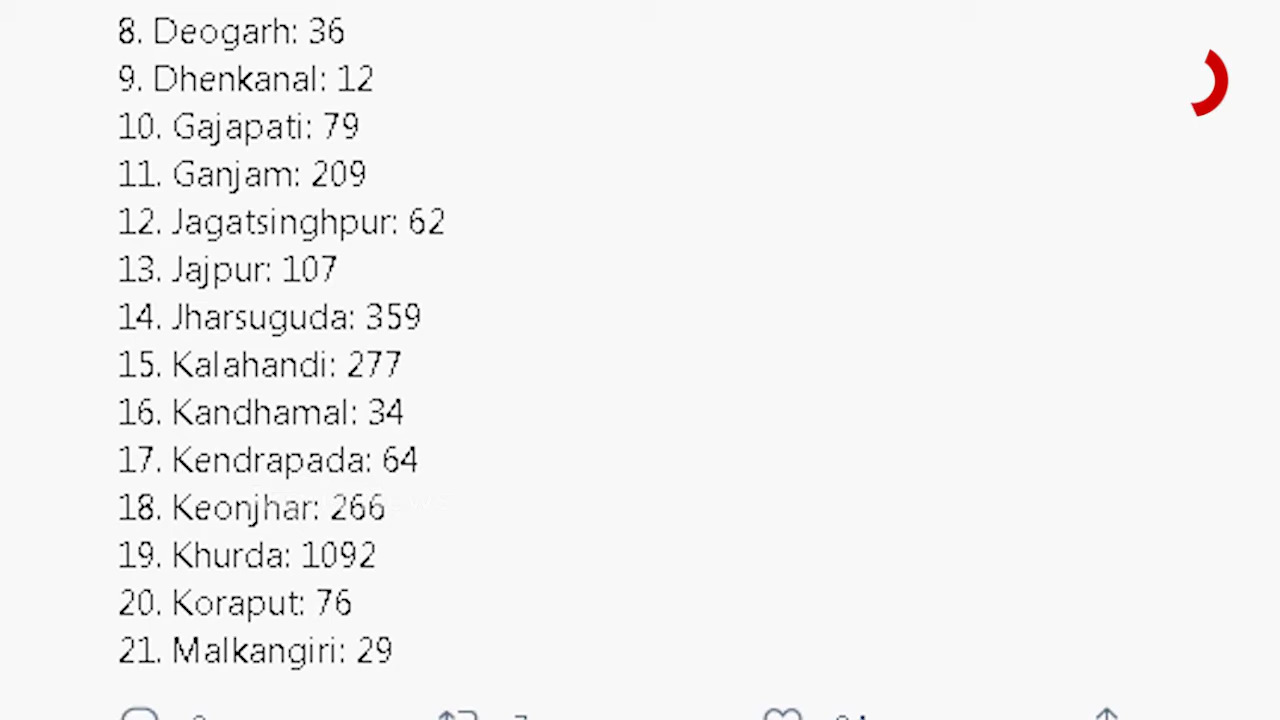 8. Deogarh: 36
9. Dhenkanal: 12
10. Gajapati: 79
11. Ganjam: 209
12. Jagatsinghpur: 62
13. Jajpur: 107
14. Jharsuguda: 359
15. Kalahandi: 277
16. Kandhamal: 34
17. Kendrapada: 64
18. Keonjhar: 266
19. Khurda: 1092
20. Koraput: 76
21. Malkangiri: 29